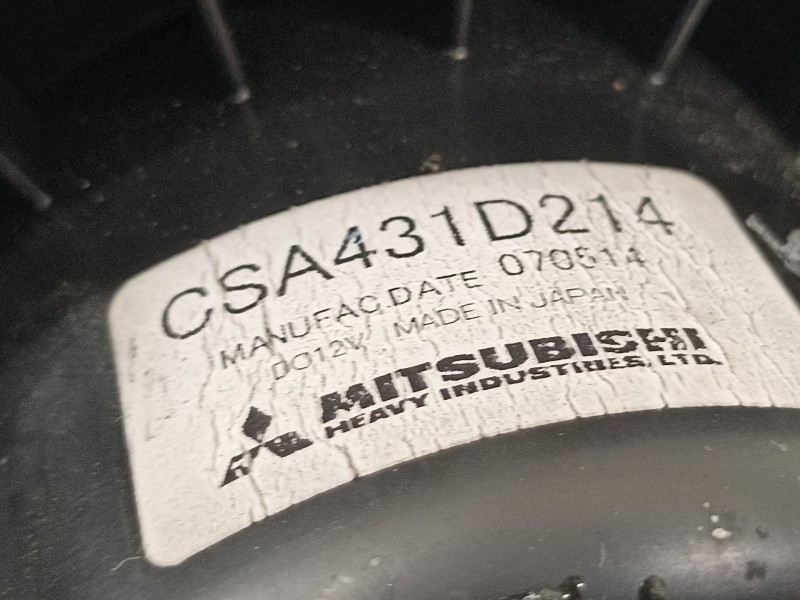 CSA431D214
MANUFAC.DATE 070514
DC12V MADE IN JAPAN
MITSUBISHI
HEAVY INDUSTRIES, LTD.